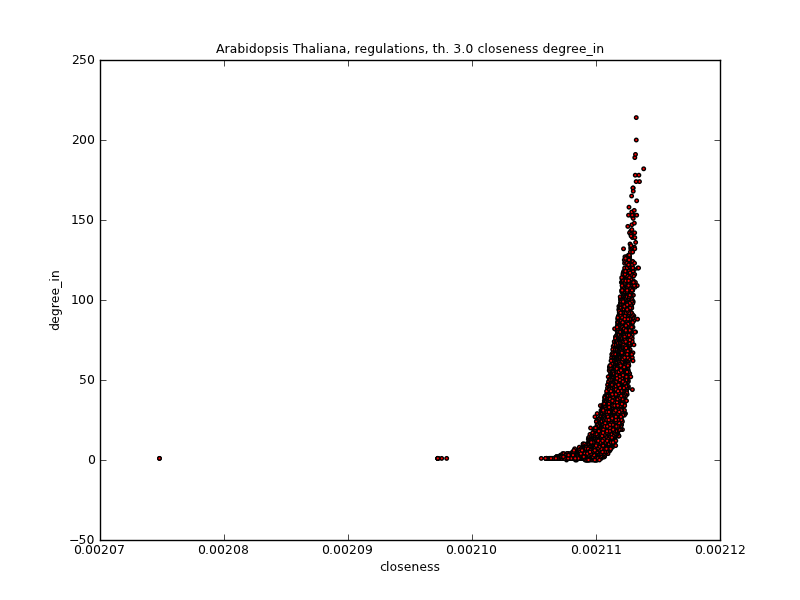 Arabidopsis Thaliana, regulations, th. 3.0 closeness degree_in
250
200
150
100
50
0
−50
degree_in
0.00207 0.00208 0.00209 0.00210 0.00211 0.00212
closeness